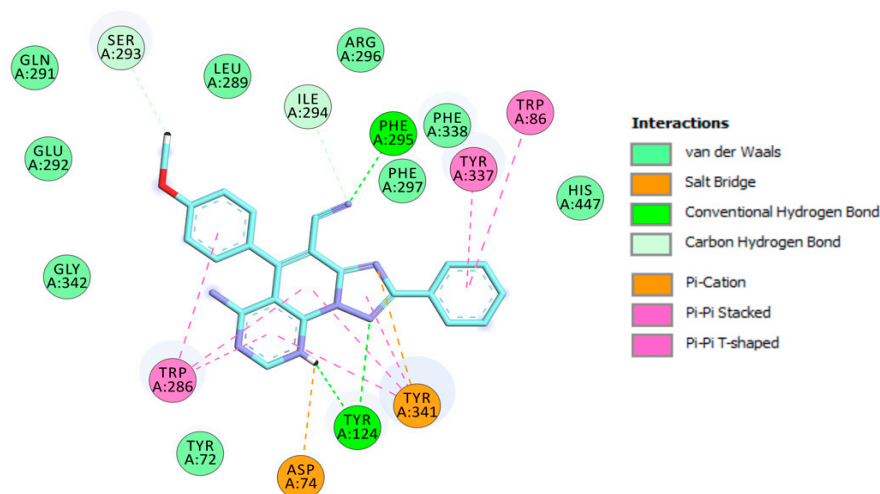 SER
A:293
GLN
A:291
LEU
A:289
ARG
A:296
ILE
A:294
PHE
A:295
PHE
A:338
TRP
A:86
GLU
A:292
PHE
A:297
TYR
A:337
HIS
A:447
GLY
A:342
TRP
A:286
TYR
A:341
TYR
A:124
TYR
A:72
ASP
A:74
Interactions
van der Waals
Salt Bridge
Conventional Hydrogen Bond
Carbon Hydrogen Bond
Pi-Cation
Pi-Pi Stacked
Pi-Pi T-shaped